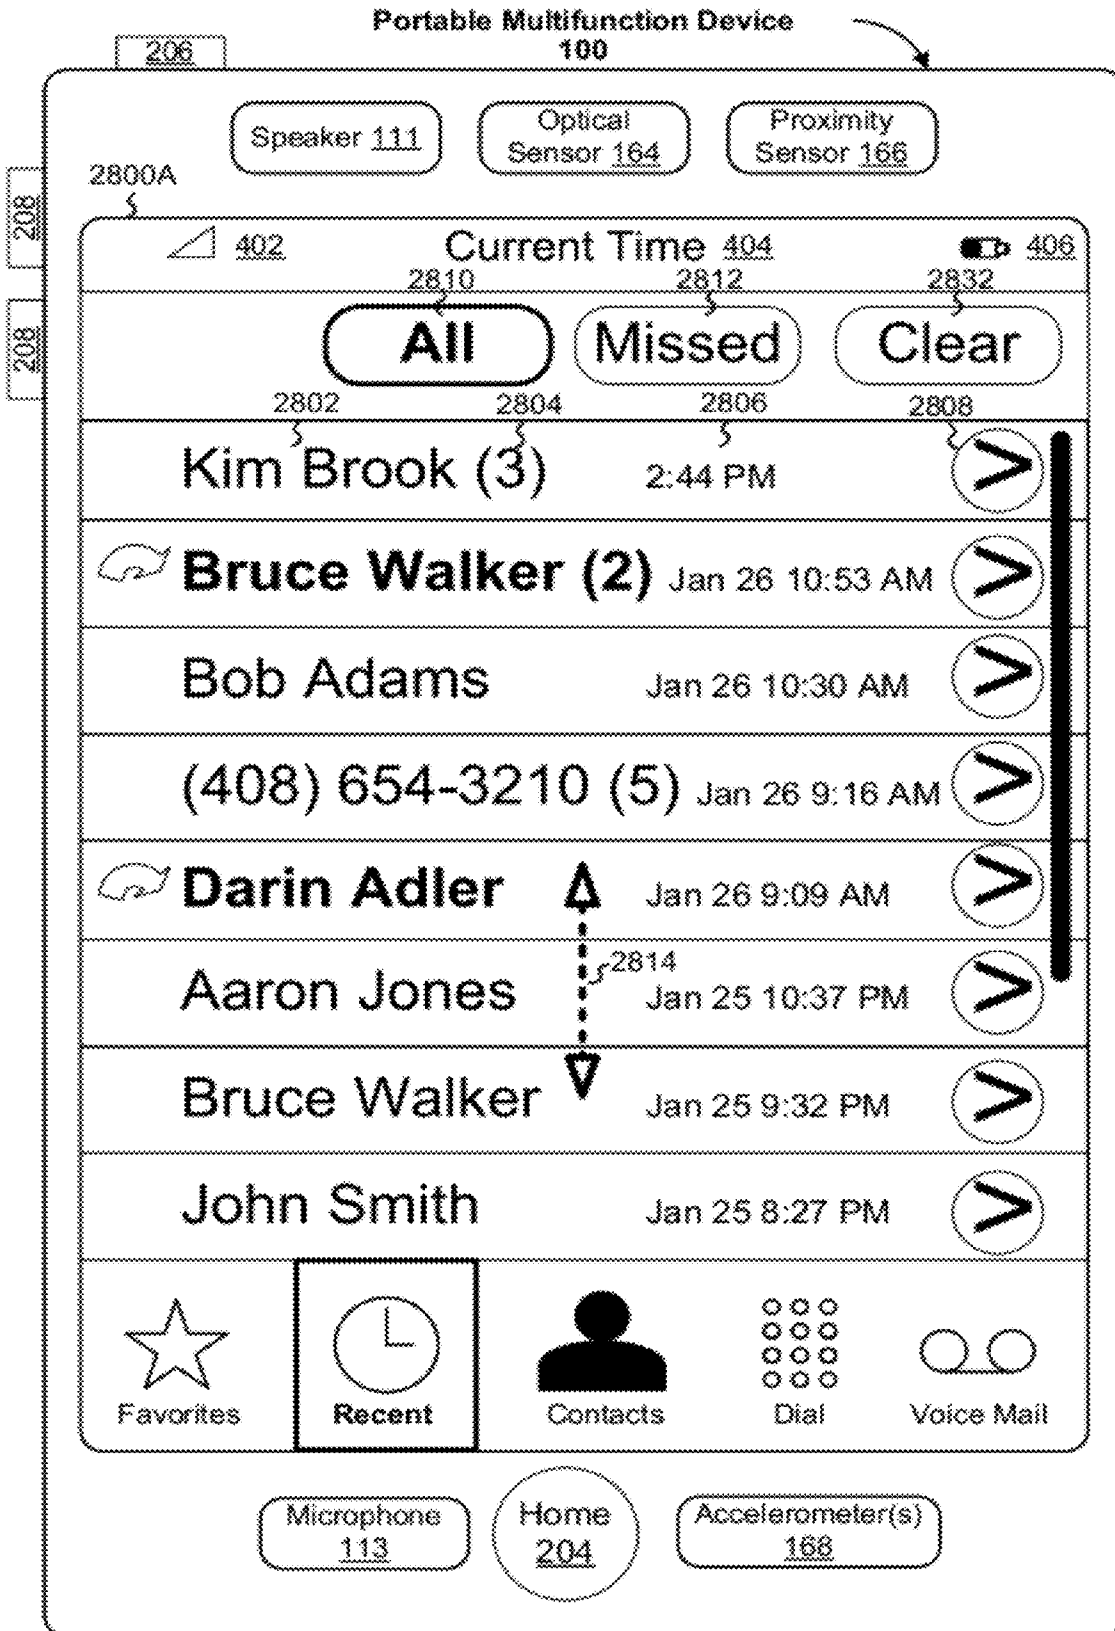 Portable Multifunction Device
100
206
Speaker 111
Optical
Sensor 164
Proximity
Sensor 166
2800A
208
208
402
Current Time 404
406
2810
2812
2832
All
Missed
Clear
2802
2804
2806
2808
Kim Brook (3)
2:44 PM
>
Bruce Walker (2)
Jan 26 10:53 AM
>
Bob Adams
Jan 26 10:30 AM
>
(408) 654-3210 (5)
Jan 26 9:16 AM
>
Darin Adler
Jan 26 9:09 AM
>
2814
Aaron Jones
Jan 25 10:37 PM
>
Bruce Walker
Jan 25 9:32 PM
>
John Smith
Jan 25 8:27 PM
>
Favorites
Recent
Contacts
Dial
Voice Mail
Microphone
113
Home
204
Accelerometer(s)
168